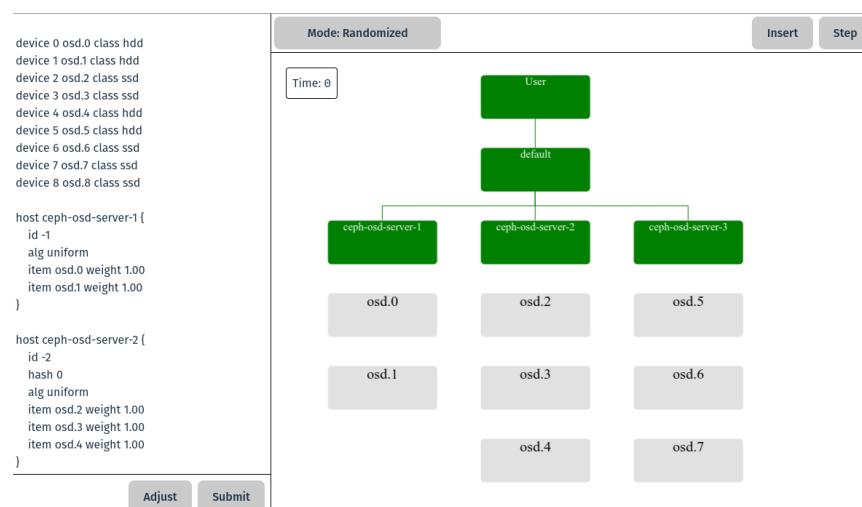 device 0 osd.0 class hdd
device 1 osd.1 class hdd
device 2 osd.2 class ssd
device 3 osd.3 class ssd
device 4 osd.4 class hdd
device 5 osd.5 class hdd
device 6 osd.6 class ssd
device 7 osd.7 class ssd
device 8 osd.8 class ssd
host ceph-osd-server-1 {
id -1
alg uniform
item osd.0 weight 1.00
item osd.1 weight 1.00
}
host ceph-osd-server-2 {
id -2
hash 0
alg uniform
item osd.2 weight 1.00
item osd.3 weight 1.00
item osd.4 weight 1.00
}
Adjust Submit
Mode: Randomized Insert Step
Time: 0
User
default
ceph-osd-server-1 ceph-osd-server-2 ceph-osd-server-3
osd.0 osd.2 osd.5
osd.1 osd.3 osd.6
osd.4 osd.7